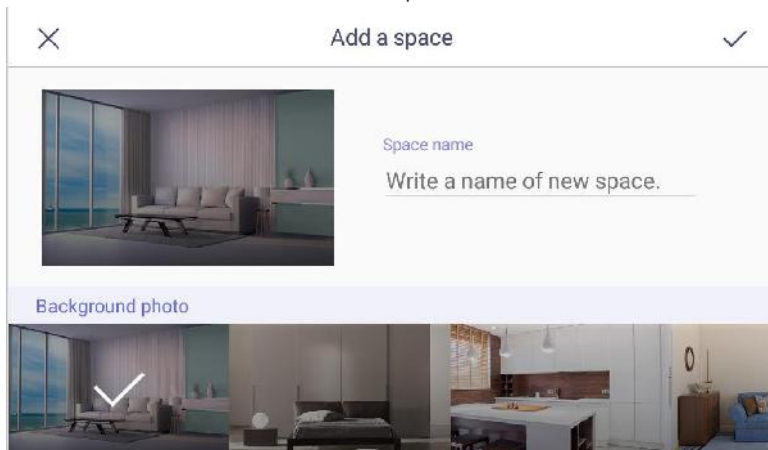 Add a space
Space name
Write a name of new space.
Background photo